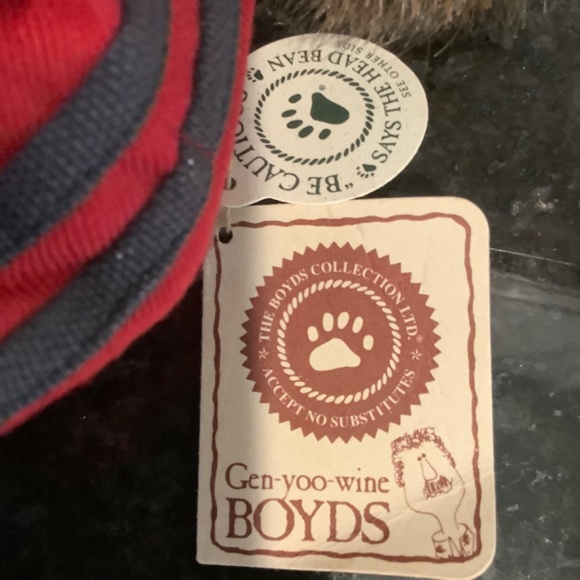 "BE CAUTIO
SAYS THE HEAD BEAN
SEE OTHER SIDE
THE BOYDS COLLECTION LTD.®
ACCEPT NO SUBSTITUTES
Gen-yoo-wine
BOYDS